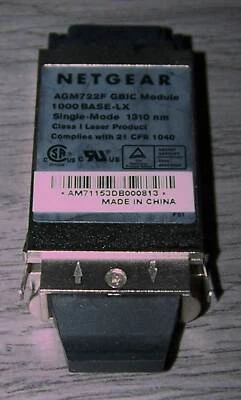 NETGEAR
AGM722F GBIC Module
1000 BASE-LX
Single-Mode 1310 nm
Class I Laser Product
Complies with 21 CFR 1040
* AM71153DB000813 *
MADE IN CHINA